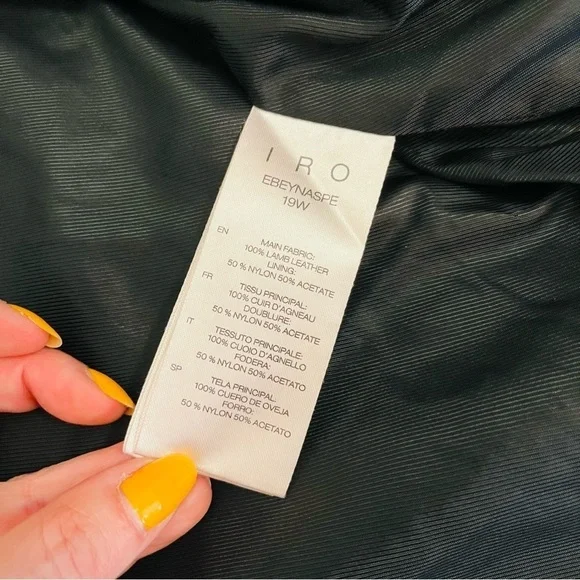 I R O
EBEYNASPE
19W
EN
MAIN FABRIC:
100% LAMB LEATHER
LINING:
50 % NYLON 50% ACETATE
FR
TISSU PRINCIPAL:
100% CUIR D'AGNEAU
DOUBLURE:
50 % NYLON 50% ACETATE
IT
TESSUTO PRINCIPALE:
100% CUOIO D'AGNELLO
FODERA:
50 % NYLON 50% ACETATO
SP
TELA PRINCIPAL
100% CUERO DE OVEJA
FORRO:
50 % NYLON 50% ACETATO